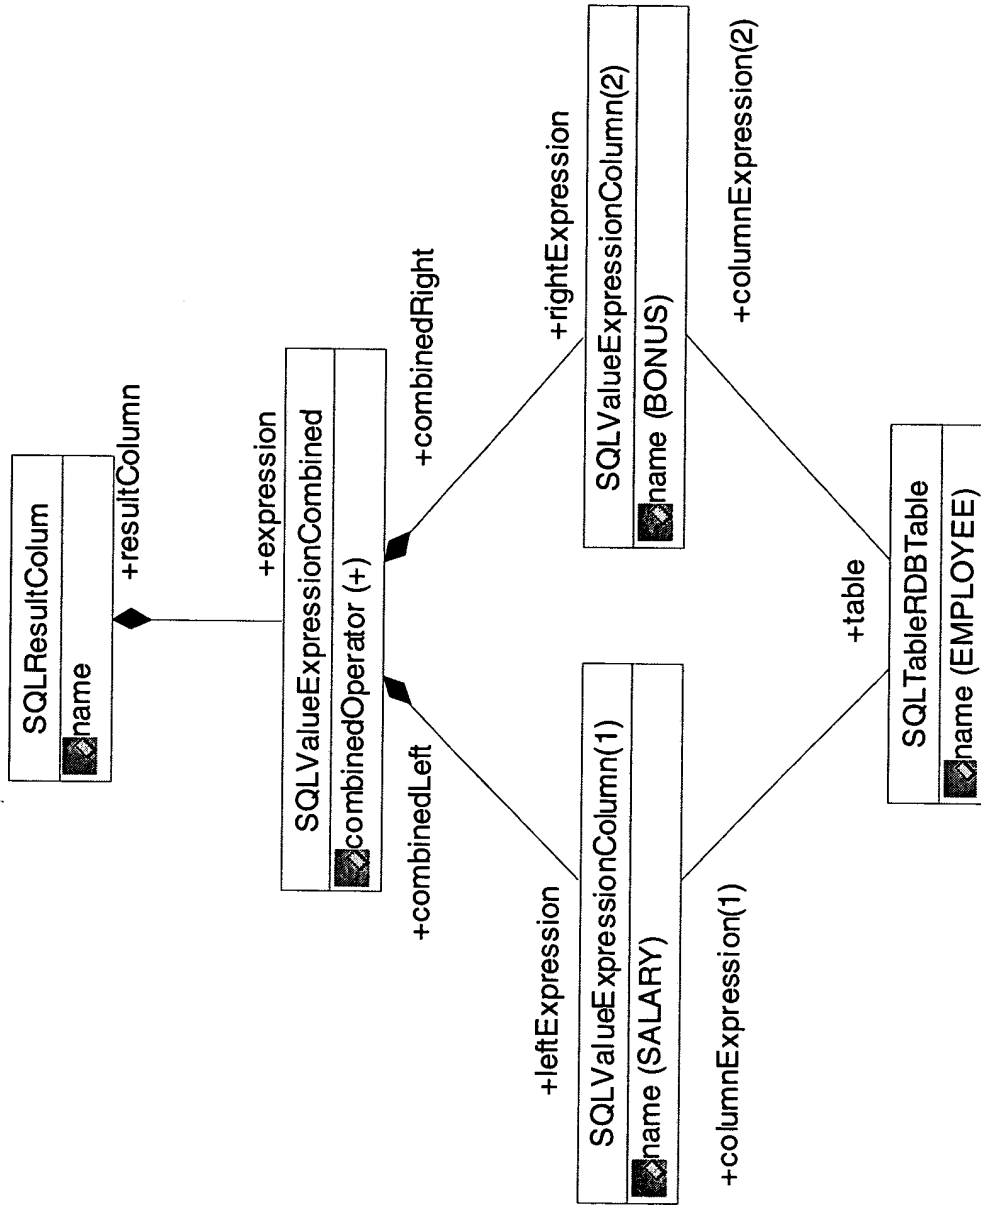 SQLResultColum
name
+resultColumn
+expression
SQLValueExpressionCombined
combinedOperator (+)
+combinedLeft
+combinedRight
+leftExpression
+rightExpression
SQLValueExpressionColumn(1)
name (SALARY)
SQLValueExpressionColumn(2)
name (BONUS)
+columnExpression(1)
+columnExpression(2)
+table
SQLTableRDBTable
name (EMPLOYEE)